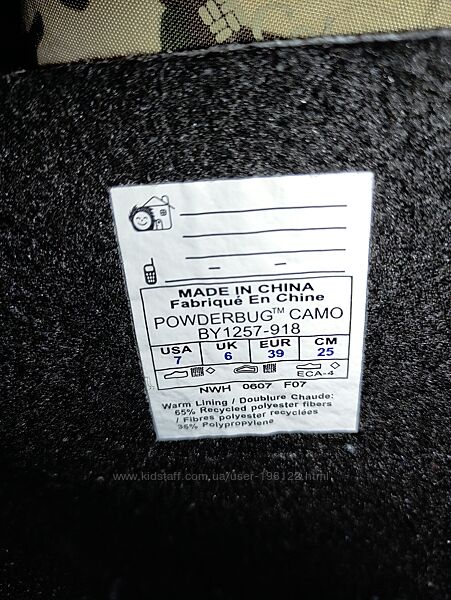 MADE IN CHINA
Fabriqué En Chine
POWDERBUG™ CAMO
BY1257-918
USA UK EUR CM
7 6 39 25
ECA-4
NWH 0607 F07
Warm Lining / Doublure Chaude:
65% Recycled polyester fibers
/ Fibres polyester recyclées
35% Polypropylene
www.kidstaff.com.ua/user-196122.html